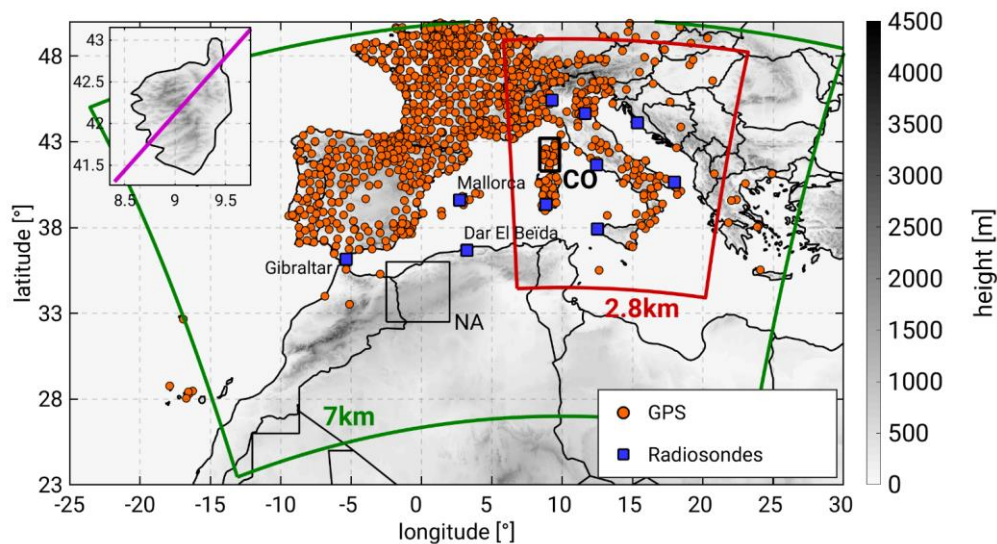 48
43
38
33
28
23
latitude [°]
-25 -20 -15 -10 -5 0 5 10 15 20 25 30
longitude [°]
43
42.5
42
41.5
8.5 9 9.5
Mallorca
CO
Dar El Beïda
Gibraltar
NA
2.8km
7km
GPS
Radiosondes
4500
4000
3500
3000
2500
2000
1500
1000
500
0
height [m]